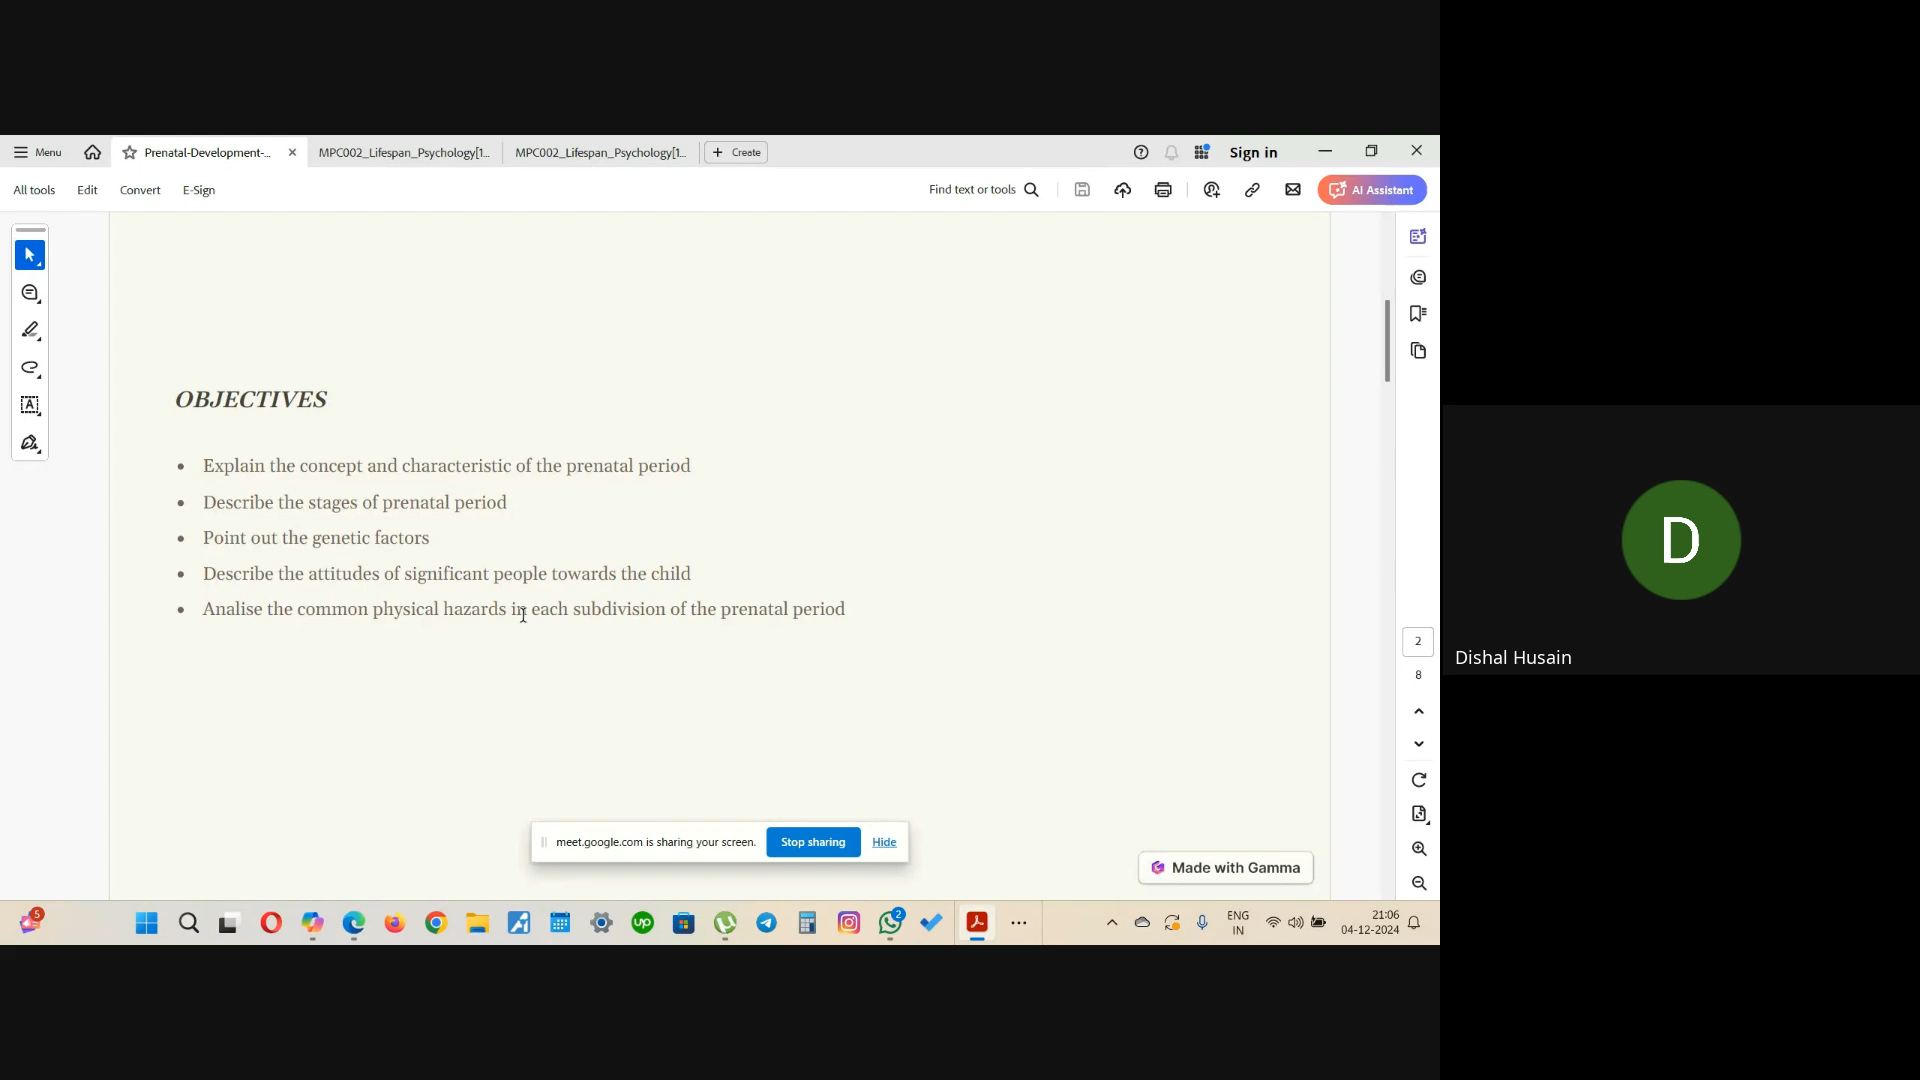 Menu
Prenatal-Development-...
MPC002_Lifespan_Psychology[1...
MPC002_Lifespan_Psychology[1...
Create
Sign in
All tools
Edit
Convert
E-Sign
Find text or tools
AI Assistant
OBJECTIVES
Explain the concept and characteristic of the prenatal period
Describe the stages of prenatal period
Point out the genetic factors
Describe the attitudes of significant people towards the child
Analise the common physical hazards in each subdivision of the prenatal period
2
8
D
Dishal Husain
meet.google.com is sharing your screen.
Stop sharing
Hide
Made with Gamma
5
up
2
ENG
IN
21:06
04-12-2024